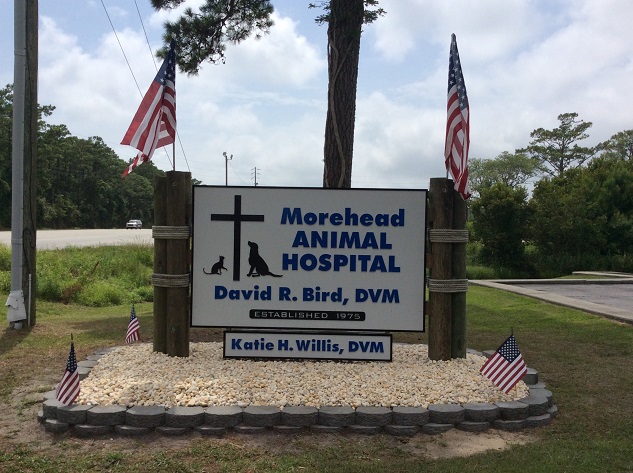 Morehead
ANIMAL
HOSPITAL
David R. Bird, DVM
ESTABLISHED 1975
Katie H. Willis, DVM